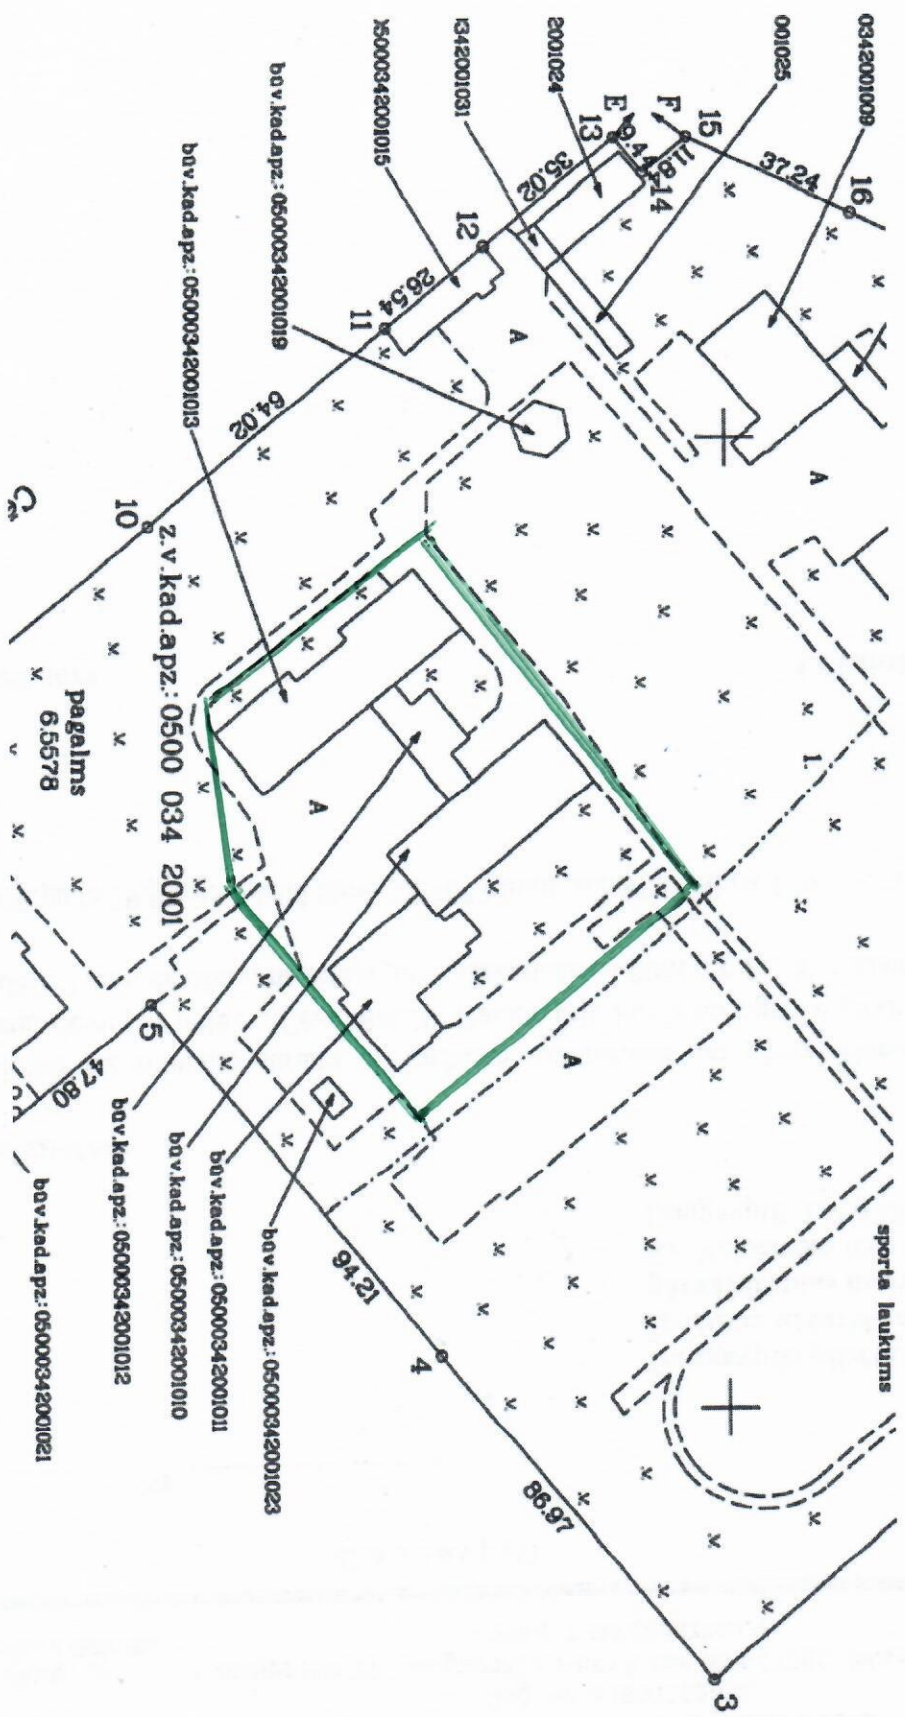 0342001009
001025
2001024
1342001031
X5000342001015
būv.kad.apz.:05000342001019
būv.kad.apz.:05000342001013
16
37.24
15
11.8
F
E
9.44
14
13
35.02
12
26.54
11
64.02
10
A
A
A
A
1.
z.v.kad.apz.:0500 034 2001
pagalms
6.5578
5
47.80
94.21
4
86.97
3
sporta laukums
būv.kad.apz.:05000342001023
būv.kad.apz.:05000342001011
būv.kad.apz.:05000342001010
būv.kad.apz.:05000342001012
būv.kad.apz.:05000342001021